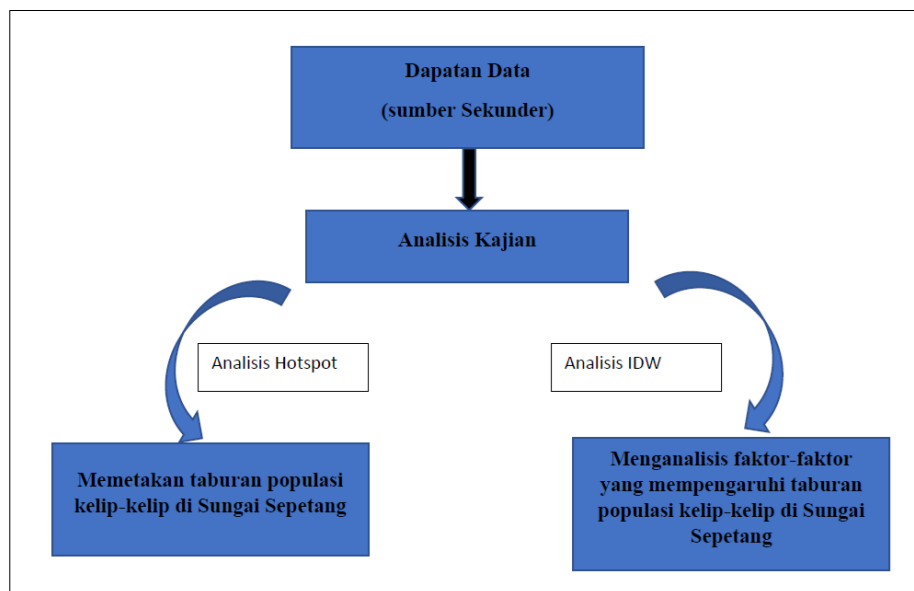 Dapatan Data
(sumber Sekunder)
Analisis Kajian
Analisis Hotspot
Analisis IDW
Memetakan taburan populasi
kelip-kelip di Sungai Sepetang
Menganalisis faktor-faktor
yang mempengaruhi taburan
populasi kelip-kelip di Sungai
Sepetang